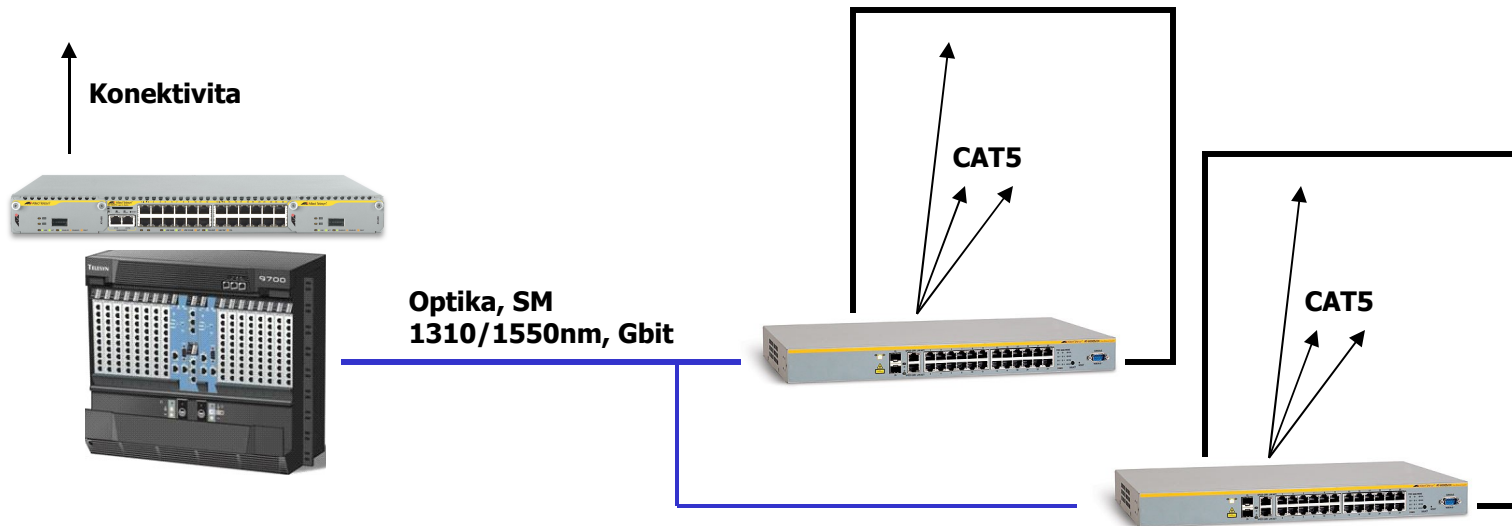 Konektivita
TELESYN
9700
Optika, SM
1310/1550nm, Gbit
CAT5
CAT5